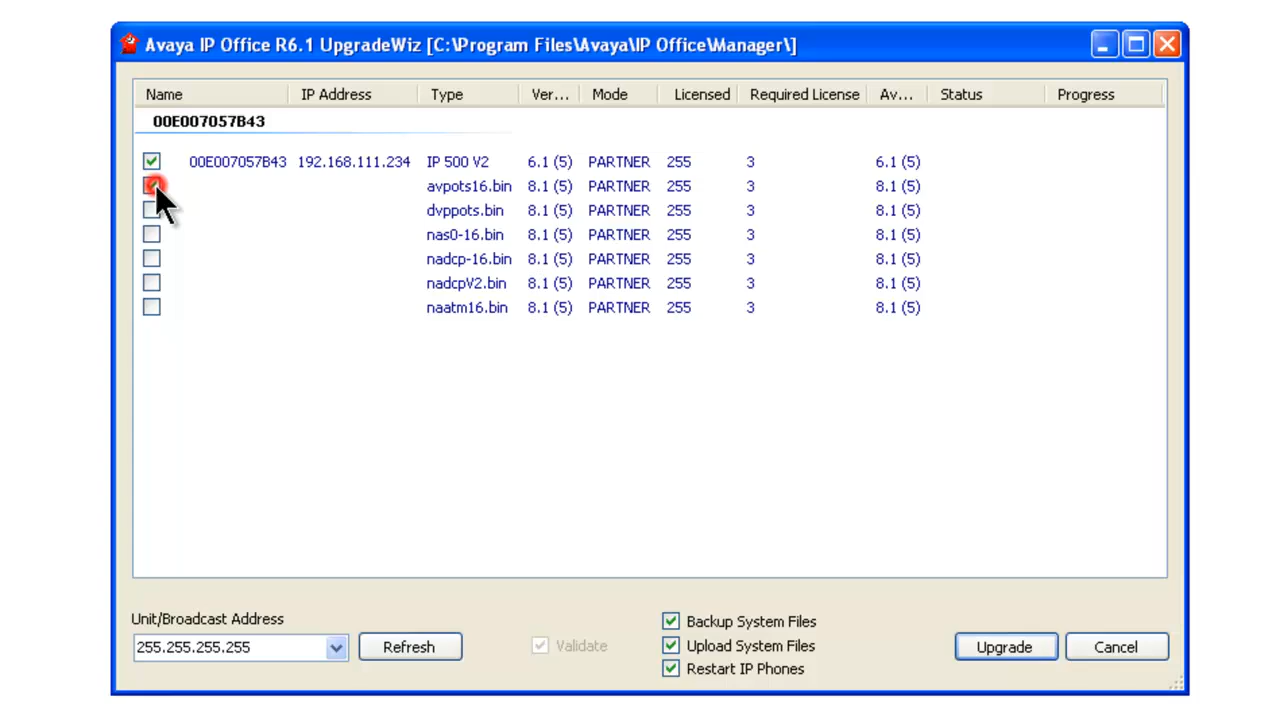 Avaya IP Office R6.1 UpgradeWiz [C:\Program Files\Avaya\IP Office\Manager\]
Name IP Address Type Ver... Mode Licensed Required License Av... Status Progress
00E007057B43
00E007057B43 192.168.111.234 IP 500 V2 6.1 (5) PARTNER 255 3 6.1 (5)
avpots16.bin 8.1 (5) PARTNER 255 3 8.1 (5)
dvppots.bin 8.1 (5) PARTNER 255 3 8.1 (5)
nas0-16.bin 8.1 (5) PARTNER 255 3 8.1 (5)
nadcp-16.bin 8.1 (5) PARTNER 255 3 8.1 (5)
nadcpV2.bin 8.1 (5) PARTNER 255 3 8.1 (5)
naatm16.bin 8.1 (5) PARTNER 255 3 8.1 (5)
Unit/Broadcast Address
255.255.255.255 Refresh Validate
Backup System Files
Upload System Files
Restart IP Phones
Upgrade Cancel